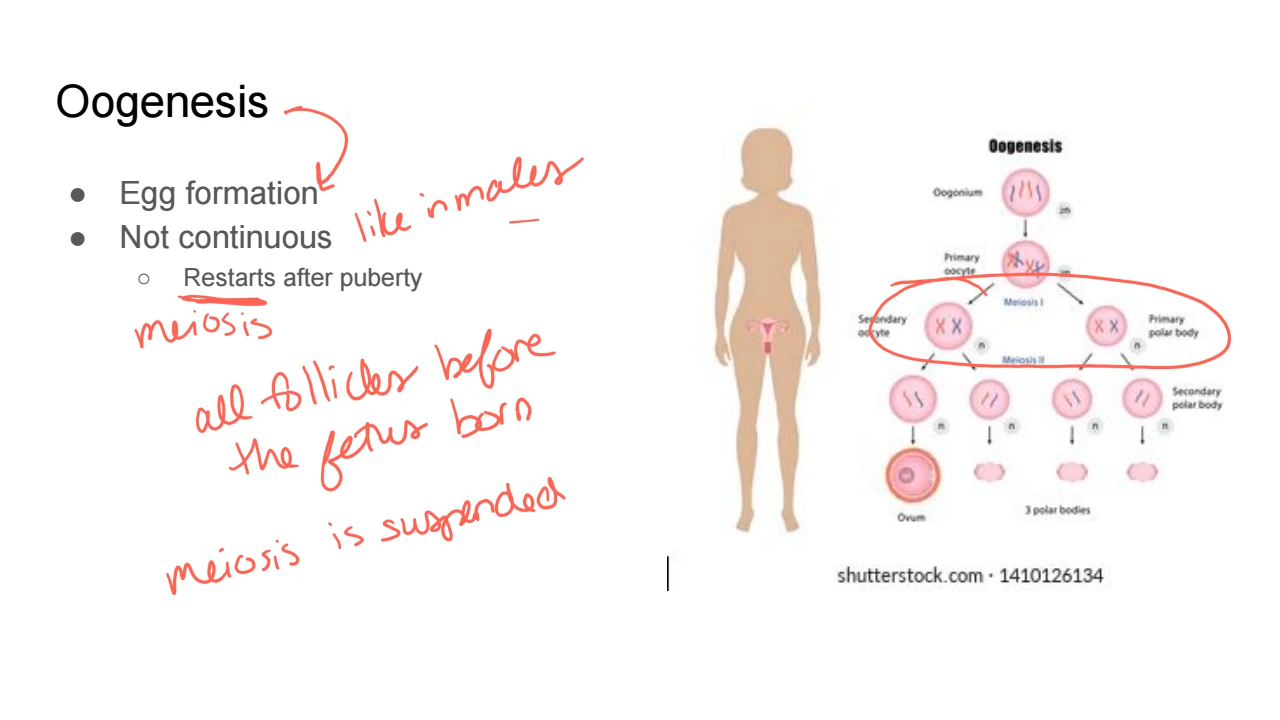 Oogenesis
● Egg formation
● Not continuous like in males
○ Restarts after puberty
meiosis
all follicles before
the fetus born
meiosis is suspended
Oogenesis
Oogonium
2n
Primary
oocyte
2n
Meiosis I
Secondary
oocyte
n
Primary
polar body
n
Meiosis II
Secondary
polar body
n
n
n
n
Ovum
3 polar bodies
shutterstock.com · 1410126134